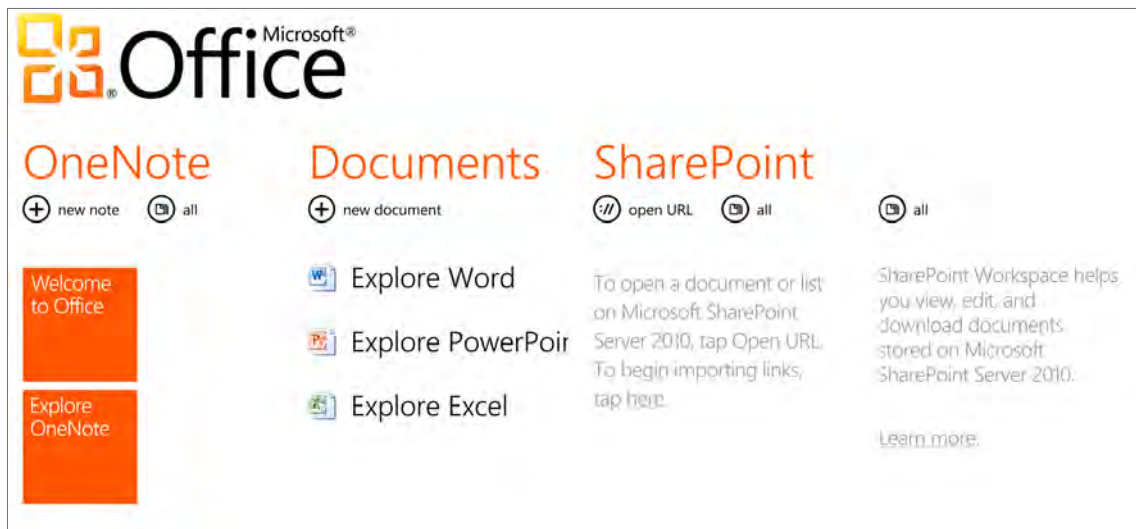 Microsoft®
®Office
OneNote
new note
all
Welcome
to Office
Explore
OneNote
Documents
new document
Explore Word
Explore PowerPoin
Explore Excel
SharePoint
:// open URL
all
To open a document or list
on Microsoft SharePoint
Server 2010, tap Open URL.
To begin importing links,
tap here.
all
SharePoint Workspace helps
you view, edit, and
download documents
stored on Microsoft
SharePoint Server 2010.
Learn more.